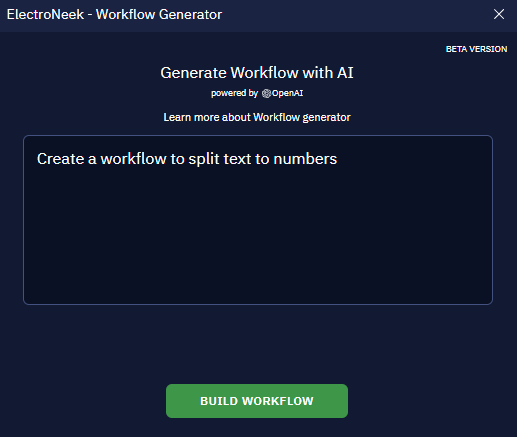 ElectroNeek - Workflow Generator
BETA VERSION
Generate Workflow with AI
powered by OpenAI
Learn more about Workflow generator
Create a workflow to split text to numbers
BUILD WORKFLOW